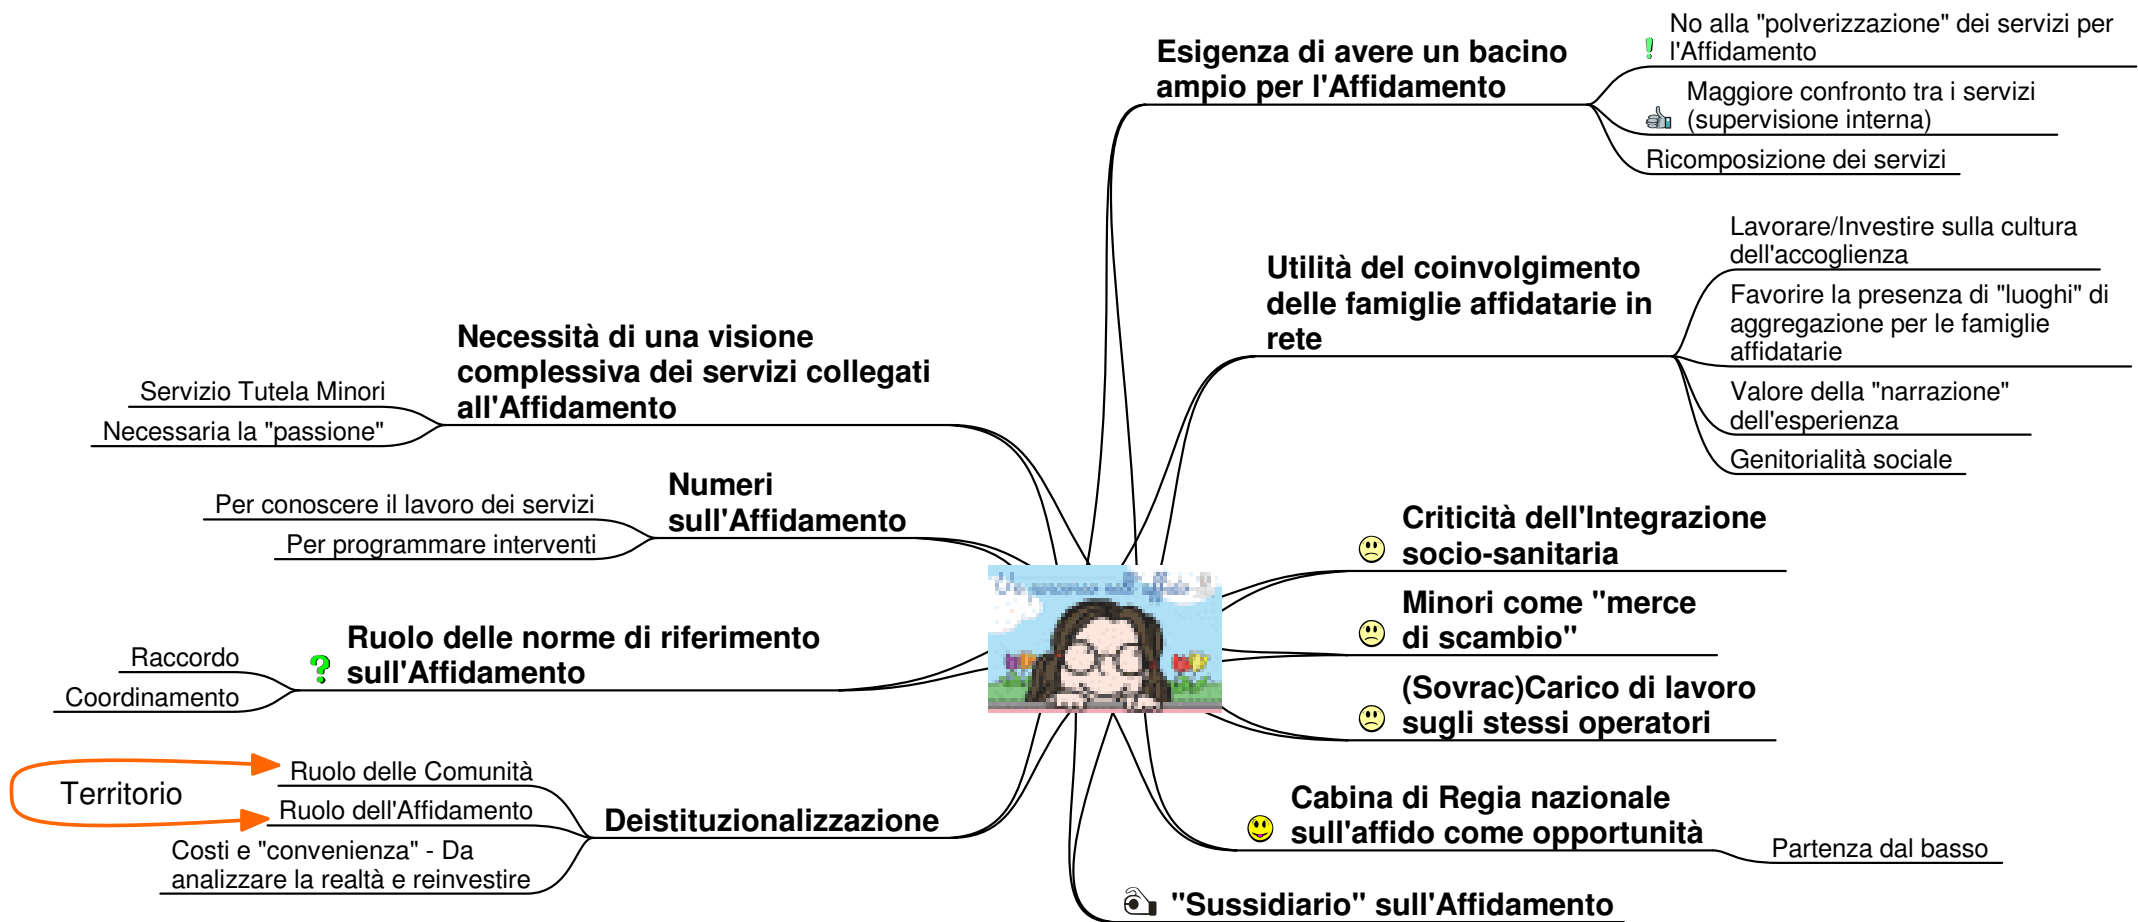 Esigenza di avere un bacino
ampio per l'Affidamento
No alla "polverizzazione" dei servizi per
l'Affidamento
Maggiore confronto tra i servizi
(supervisione interna)
Ricomposizione dei servizi
Utilità del coinvolgimento
delle famiglie affidatarie in
rete
Lavorare/Investire sulla cultura
dell'accoglienza
Favorire la presenza di "luoghi" di
aggregazione per le famiglie
affidatarie
Valore della "narrazione"
dell'esperienza
Genitorialità sociale
Criticità dell'Integrazione
socio-sanitaria
Minori come "merce
di scambio"
(Sovrac)Carico di lavoro
sugli stessi operatori
Cabina di Regia nazionale
sull'affido come opportunità
Partenza dal basso
"Sussidiario" sull'Affidamento
Necessità di una visione
complessiva dei servizi collegati
all'Affidamento
Servizio Tutela Minori
Necessaria la "passione"
Numeri
sull'Affidamento
Per conoscere il lavoro dei servizi
Per programmare interventi
Ruolo delle norme di riferimento
sull'Affidamento
Raccordo
Coordinamento
Deistituzionalizzazione
Ruolo delle Comunità
Territorio
Ruolo dell'Affidamento
Costi e "convenienza" - Da
analizzare la realtà e reinvestire